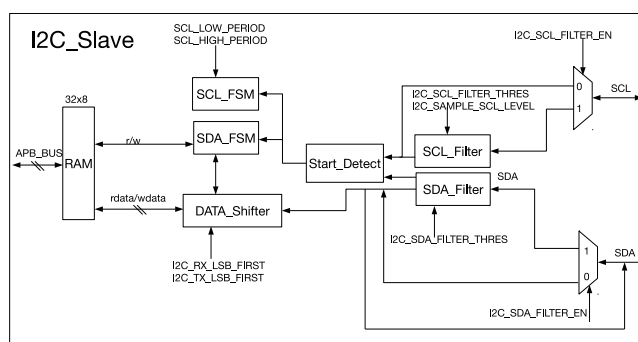 I2C_Slave
SCL_LOW_PERIOD
SCL_HIGH_PERIOD
I2C_SCL_FILTER_EN
SCL_FSM
0
1
SCL
I2C_SCL_FILTER_THRES
I2C_SAMPLE_SCL_LEVEL
32x8
APB_BUS
RAM
r/w
SDA_FSM
Start_Detect
SCL_Filter
SDA
SDA_Filter
rdata/wdata
DATA_Shifter
I2C_SDA_FILTER_THRES
I2C_RX_LSB_FIRST
I2C_TX_LSB_FIRST
1
0
SDA
I2C_SDA_FILTER_EN